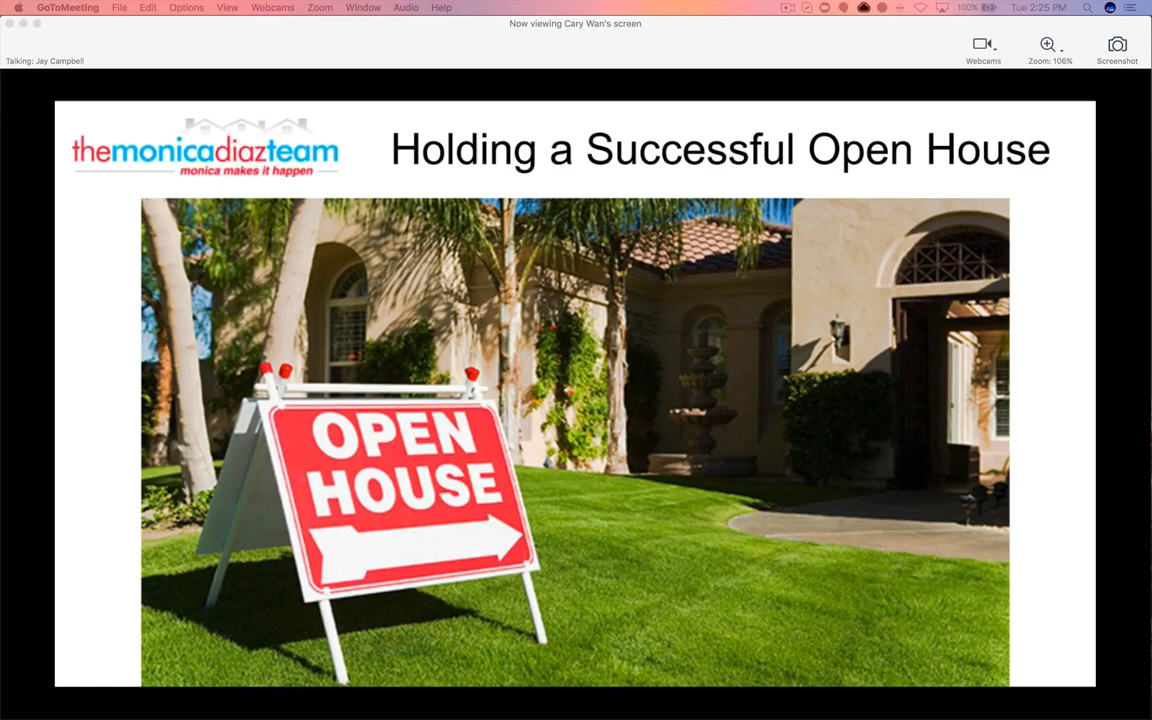 GoToMeeting File Edit Options View Webcams Zoom Window Audio Help 100% Tue 2:25 PM
Now viewing Cary Wan's screen
Talking: Jay Campbell
Webcams Zoom: 106% Screenshot
themonicadiazteam
monica makes it happen
Holding a Successful Open House
OPEN
HOUSE